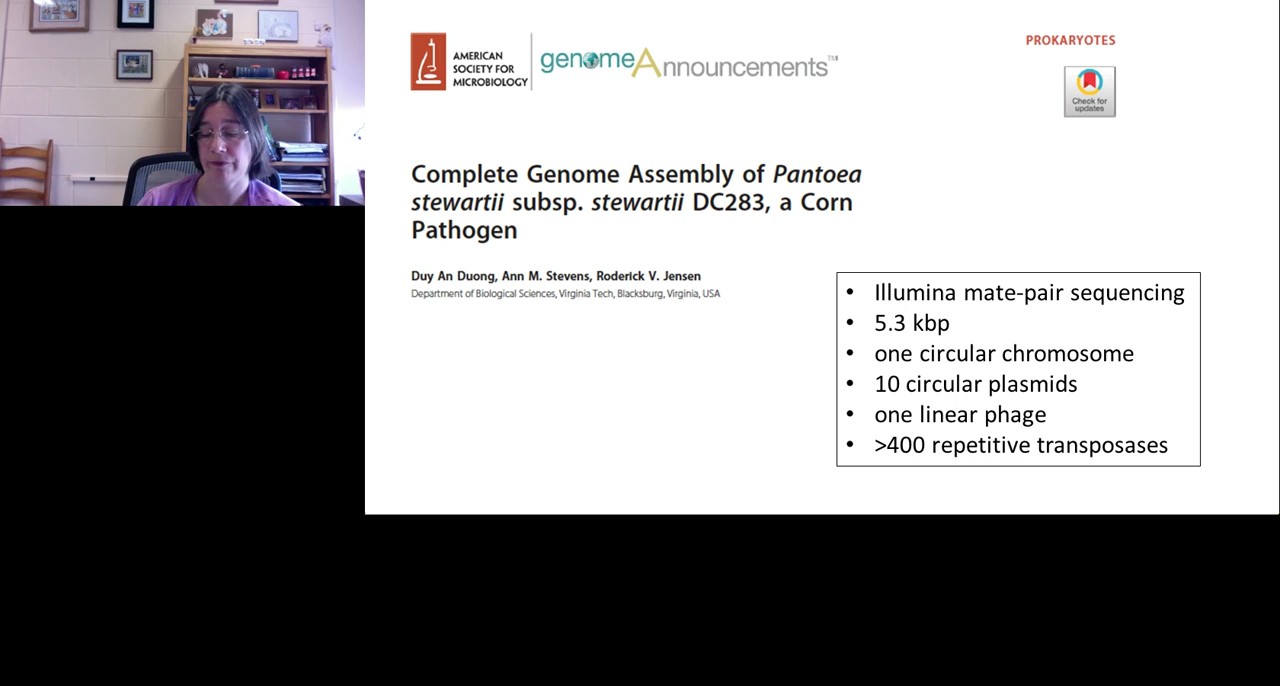 AMERICAN
SOCIETY FOR
MICROBIOLOGY
genomeAnnouncements™
PROKARYOTES
Check for
updates
Complete Genome Assembly of Pantoea
stewartii subsp. stewartii DC283, a Corn
Pathogen
Duy An Duong, Ann M. Stevens, Roderick V. Jensen
Department of Biological Sciences, Virginia Tech, Blacksburg, Virginia, USA
• Illumina mate-pair sequencing
• 5.3 kbp
• one circular chromosome
• 10 circular plasmids
• one linear phage
• >400 repetitive transposases